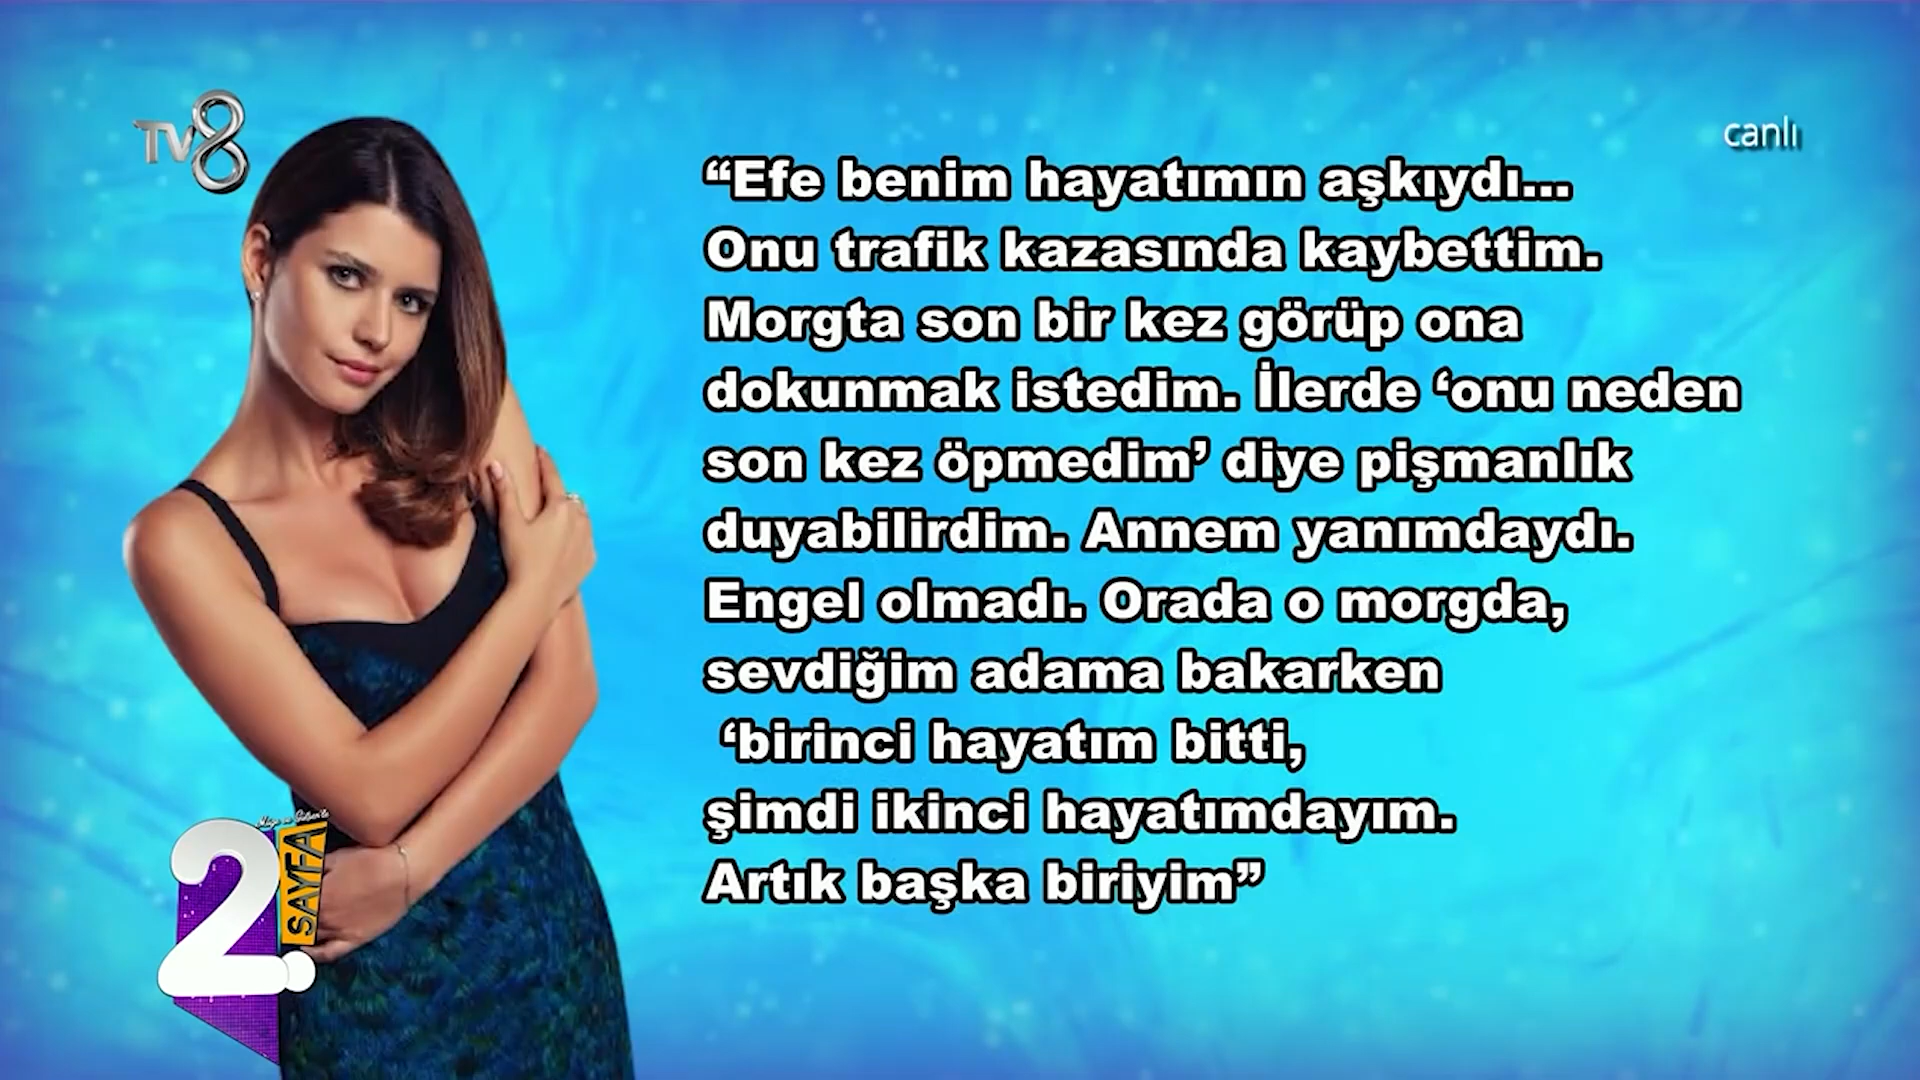 TV8
canlı
“Efe benim hayatımın aşkıydı...
Onu trafik kazasında kaybettim.
Morgta son bir kez görüp ona
dokunmak istedim. İlerde ‘onu neden
son kez öpmedim’ diye pişmanlık
duyabilirdim. Annem yanımdaydı.
Engel olmadı. Orada o morgda,
sevdiğim adama bakarken
‘birinci hayatım bitti,
şimdi ikinci hayatımdayım.
Artık başka biriyim”
2. SAYFA